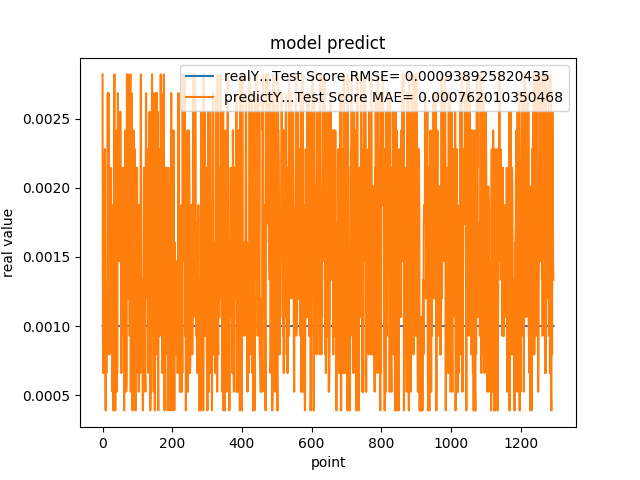 model predict
realY...Test Score RMSE= 0.000938925820435
predictY...Test Score MAE= 0.000762010350468
0.0025
0.0020
0.0015
0.0010
0.0005
real value
0 200 400 600 800 1000 1200
point